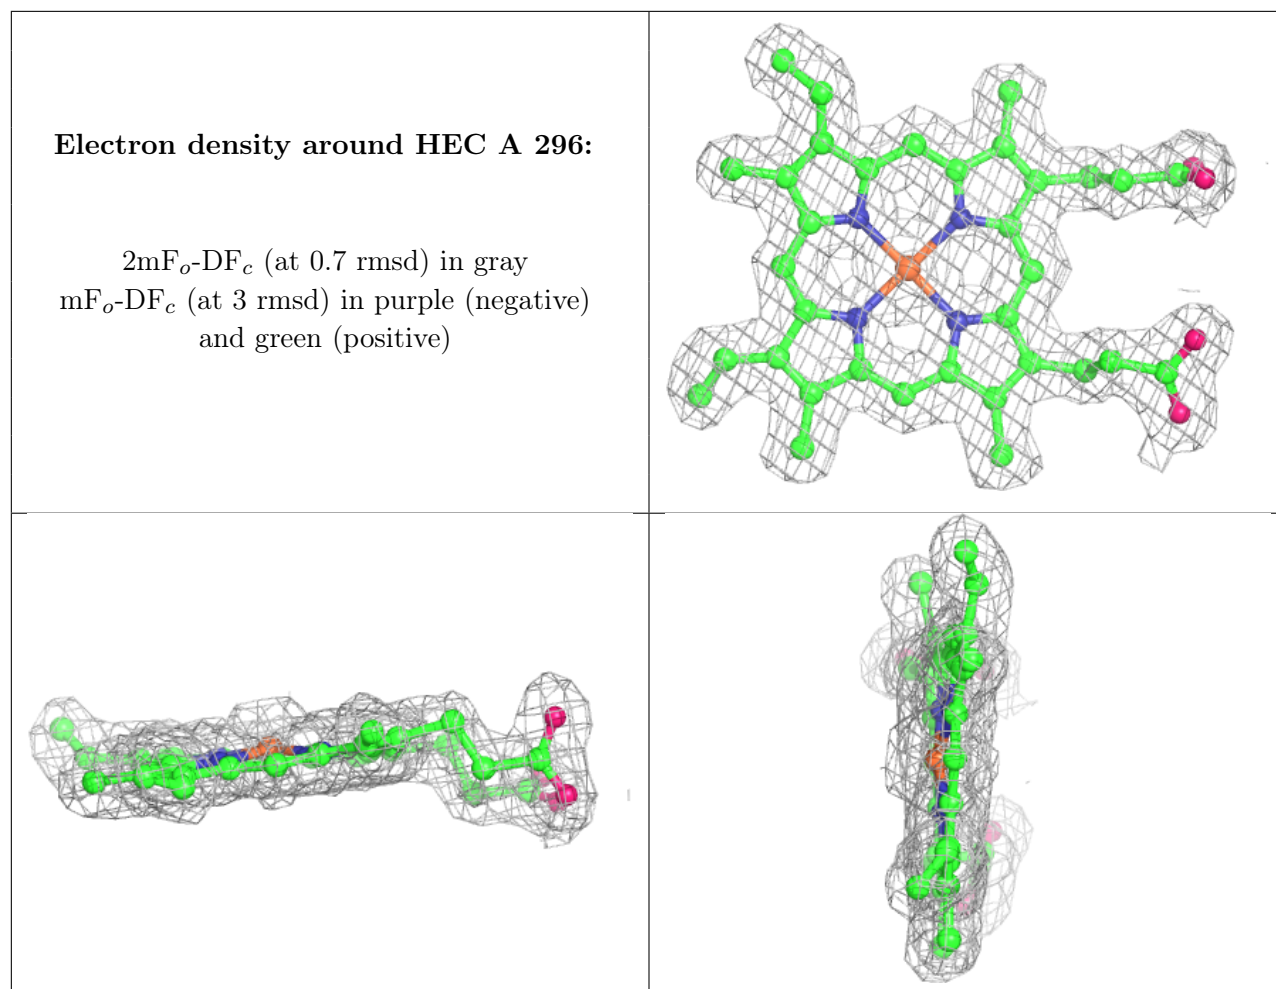 Electron density around HEC A 296:
2mFo-DFc (at 0.7 rmsd) in gray
mFo-DFc (at 3 rmsd) in purple (negative)
and green (positive)